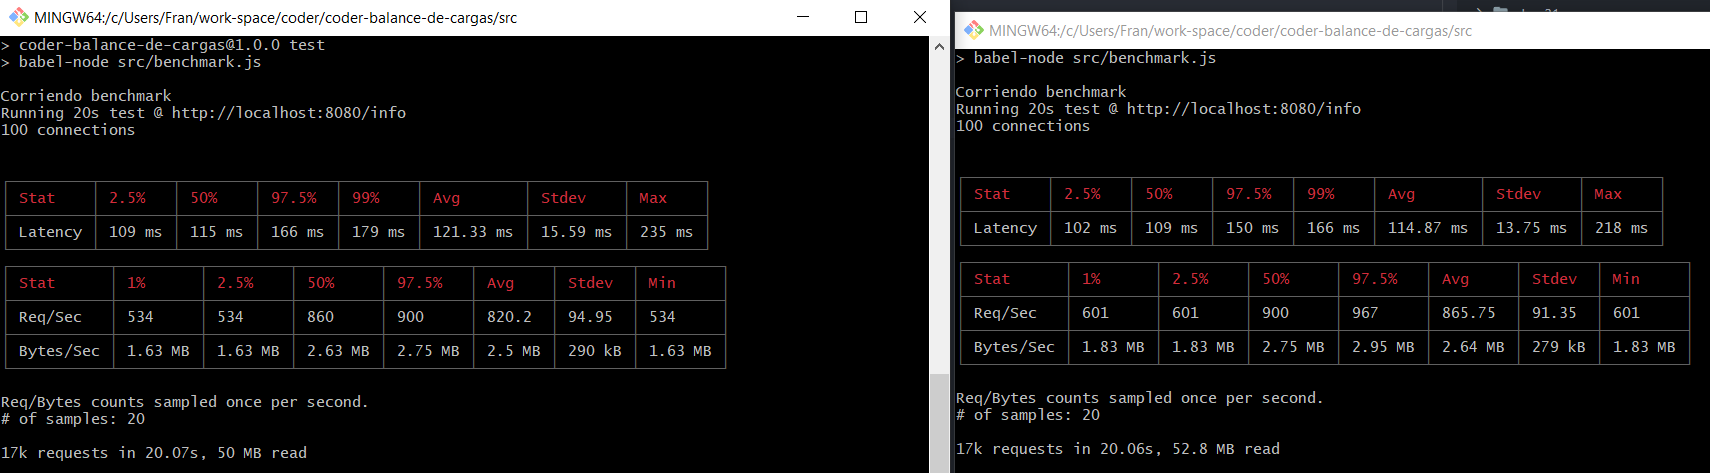 MINGW64:/c/Users/Fran/work-space/coder/coder-balance-de-cargas/src
> coder-balance-de-cargas@1.0.0 test
> babel-node src/benchmark.js
Corriendo benchmark
Running 20s test @ http://localhost:8080/info
100 connections
Stat 2.5% 50% 97.5% 99% Avg Stdev Max
Latency 109 ms 115 ms 166 ms 179 ms 121.33 ms 15.59 ms 235 ms
Stat 1% 2.5% 50% 97.5% Avg Stdev Min
Req/Sec 534 534 860 900 820.2 94.95 534
Bytes/Sec 1.63 MB 1.63 MB 2.63 MB 2.75 MB 2.5 MB 290 kB 1.63 MB
Req/Bytes counts sampled once per second.
# of samples: 20
17k requests in 20.07s, 50 MB read
MINGW64:/c/Users/Fran/work-space/coder/coder-balance-de-cargas/src
> babel-node src/benchmark.js
Corriendo benchmark
Running 20s test @ http://localhost:8080/info
100 connections
Stat 2.5% 50% 97.5% 99% Avg Stdev Max
Latency 102 ms 109 ms 150 ms 166 ms 114.87 ms 13.75 ms 218 ms
Stat 1% 2.5% 50% 97.5% Avg Stdev Min
Req/Sec 601 601 900 967 865.75 91.35 601
Bytes/Sec 1.83 MB 1.83 MB 2.75 MB 2.95 MB 2.64 MB 279 kB 1.83 MB
Req/Bytes counts sampled once per second.
# of samples: 20
17k requests in 20.06s, 52.8 MB read